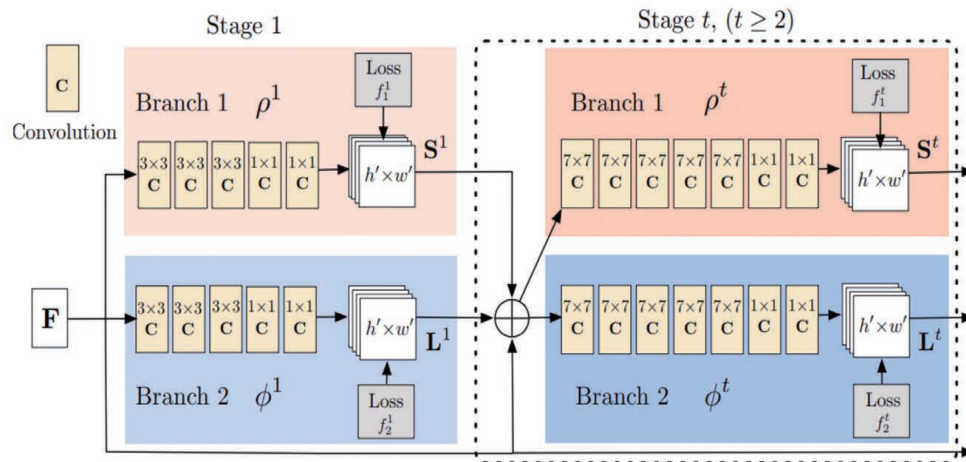 Stage 1
Stage t, (t ≥ 2)
C
Convolution
Branch 1 ρ¹
Loss
f₁¹
3×3 3×3 3×3 1×1 1×1
C C C C C
h′×w′
S¹
Branch 1 ρᵗ
Loss
f₁ᵗ
7×7 7×7 7×7 7×7 7×7 1×1 1×1
C C C C C C C
h′×w′
Sᵗ
F
3×3 3×3 3×3 1×1 1×1
C C C C C
h′×w′
L¹
Branch 2 ϕ¹
Loss
f₂¹
7×7 7×7 7×7 7×7 7×7 1×1 1×1
C C C C C C C
h′×w′
Lᵗ
Branch 2 ϕᵗ
Loss
f₂ᵗ